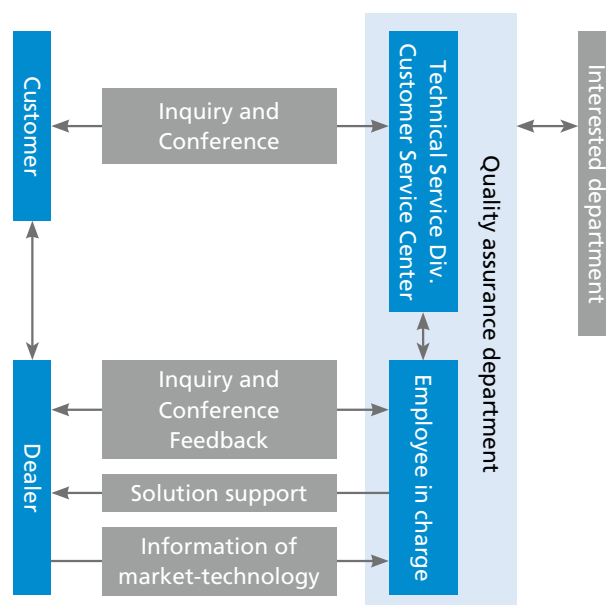 Customer
Inquiry and
Conference
Technical Service Div.
Customer Service Center
Quality assurance department
Interested department
Dealer
Inquiry and
Conference
Feedback
Solution support
Information of
market-technology
Employee in charge